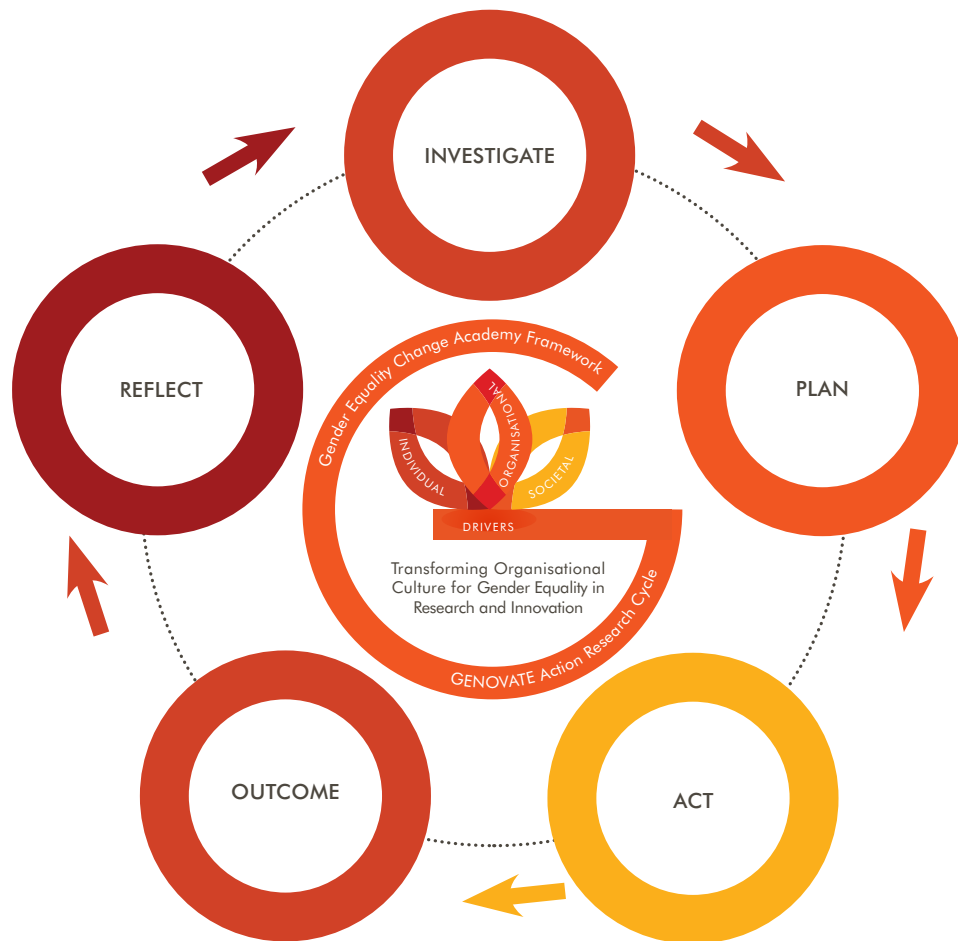 INVESTIGATE
PLAN
ACT
OUTCOME
REFLECT
Gender Equality Change Academy Framework
INDIVIDUAL
ORGANISATIONAL
SOCIETAL
DRIVERS
Transforming Organisational
Culture for Gender Equality in
Research and Innovation
GENOVATE Action Research Cycle